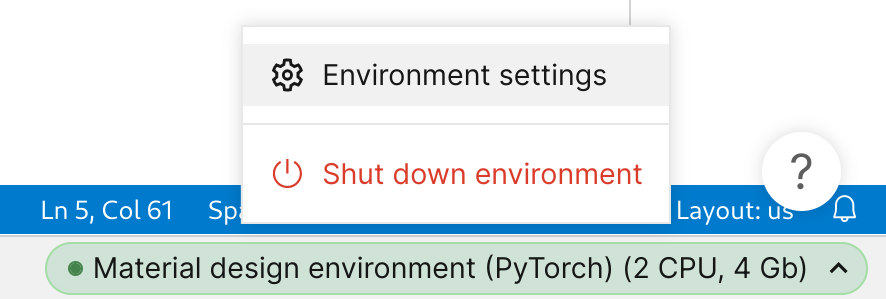 Environment settings
Shut down environment
?
Ln 5, Col 61 Layout: us
Material design environment (PyTorch) (2 CPU, 4 Gb)